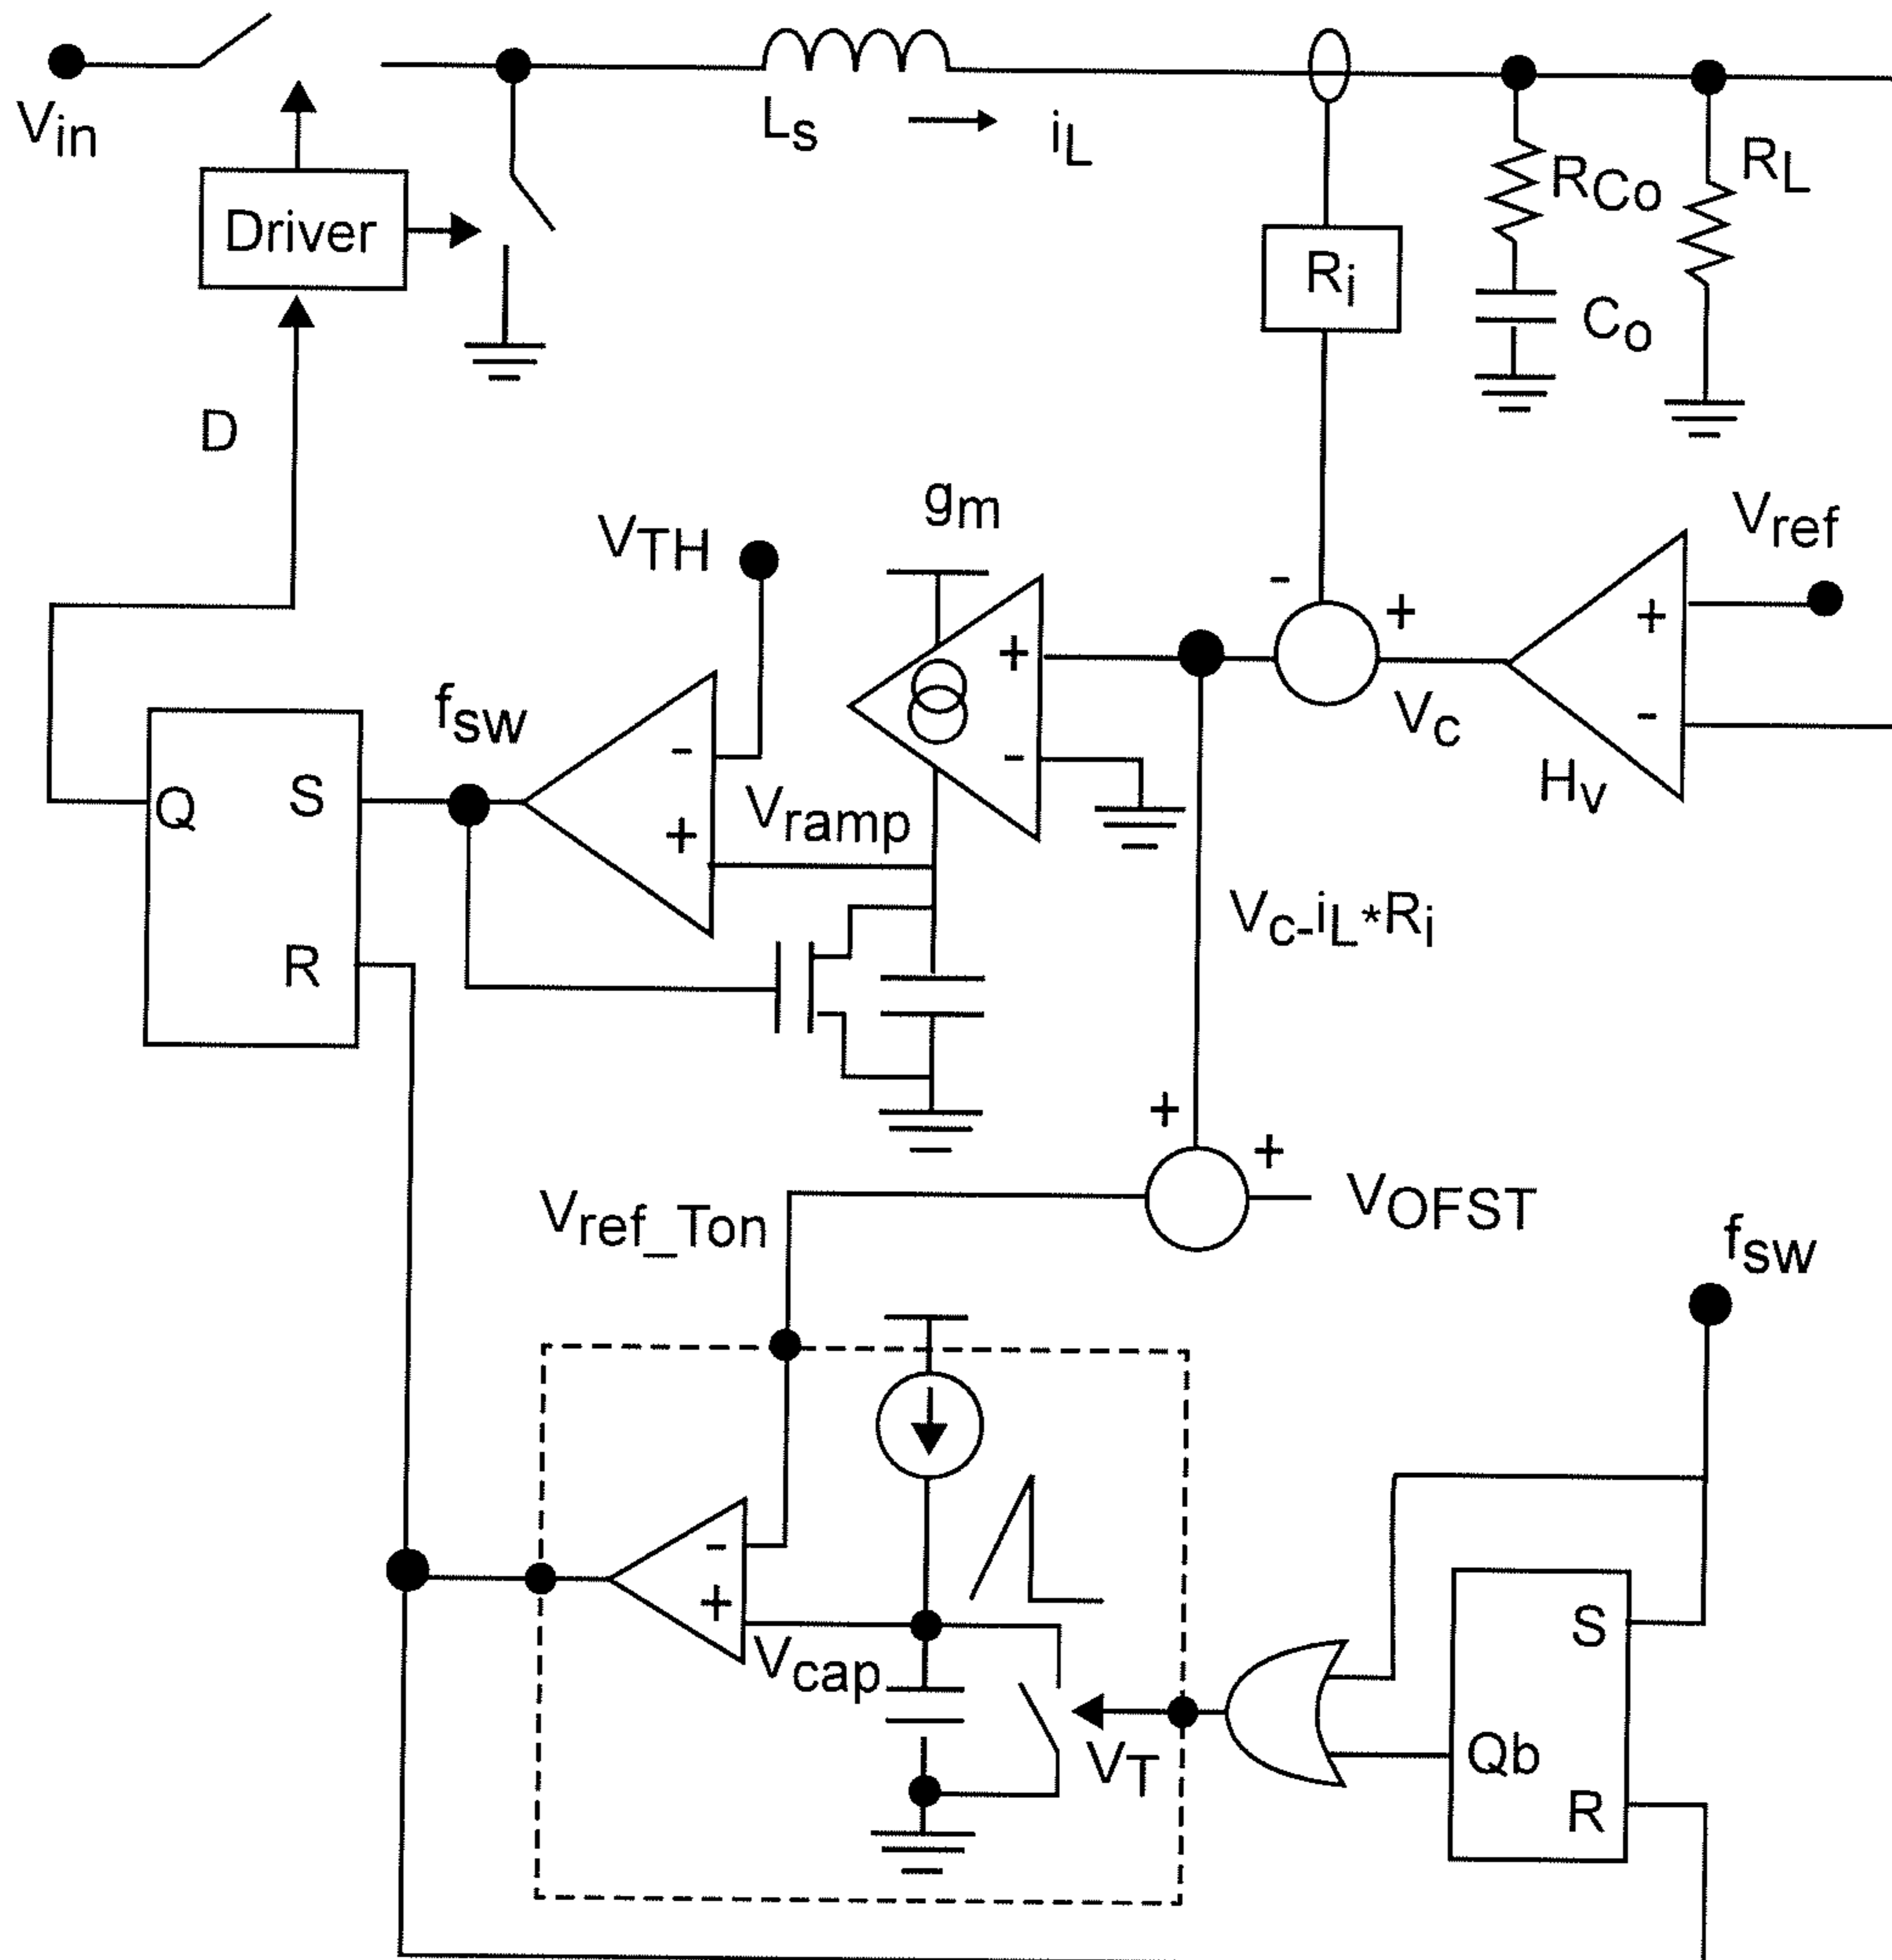 Vin
Ls
iL
RCo
RL
Driver
Ri
Co
D
gm
VTH
Vref
-
+
+
+
-
fsw
-
-
Vc
Hv
Q
S
Vramp
+
R
Vc-iL*Ri
+
+
Vref_Ton
VOFST
fsw
-
+
S
Vcap
VT
Qb
R